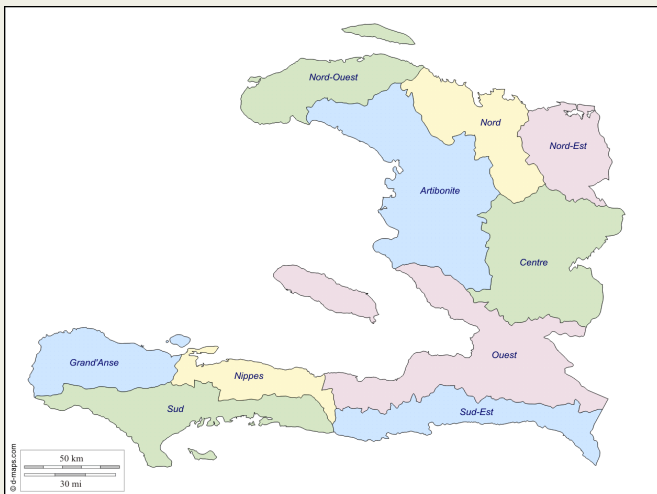 Nord-Ouest
Nord
Nord-Est
Artibonite
Centre
Ouest
Grand'Anse
Nippes
Sud
Sud-Est
50 km
30 mi
© d-maps.com